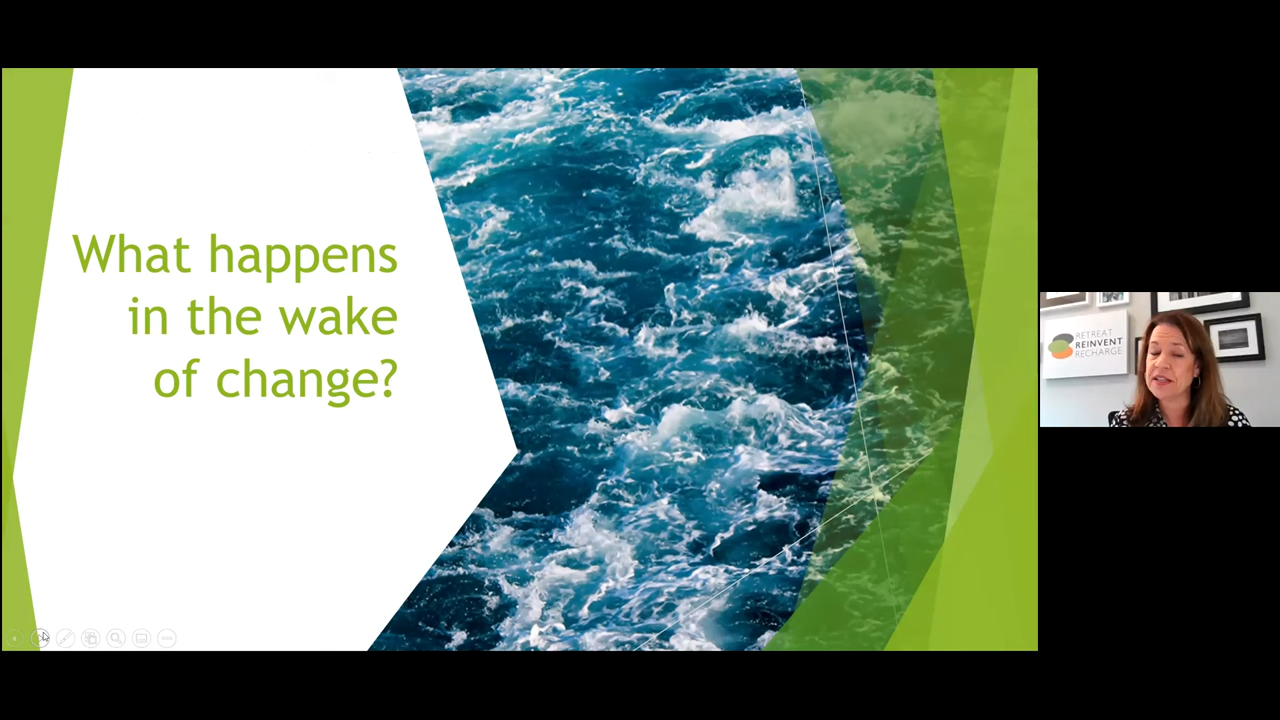 What happens
in the wake
of change?
RETREAT
REINVENT
RECHARGE